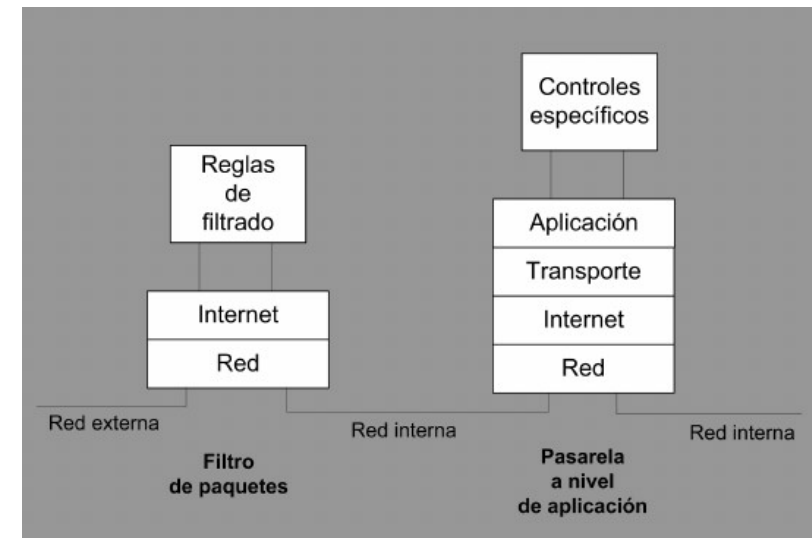 Controles
específicos
Reglas
de
filtrado
Aplicación
Transporte
Internet
Red
Internet
Red
Red externa
Red interna
Red interna
Filtro
de paquetes
Pasarela
a nivel
de aplicación